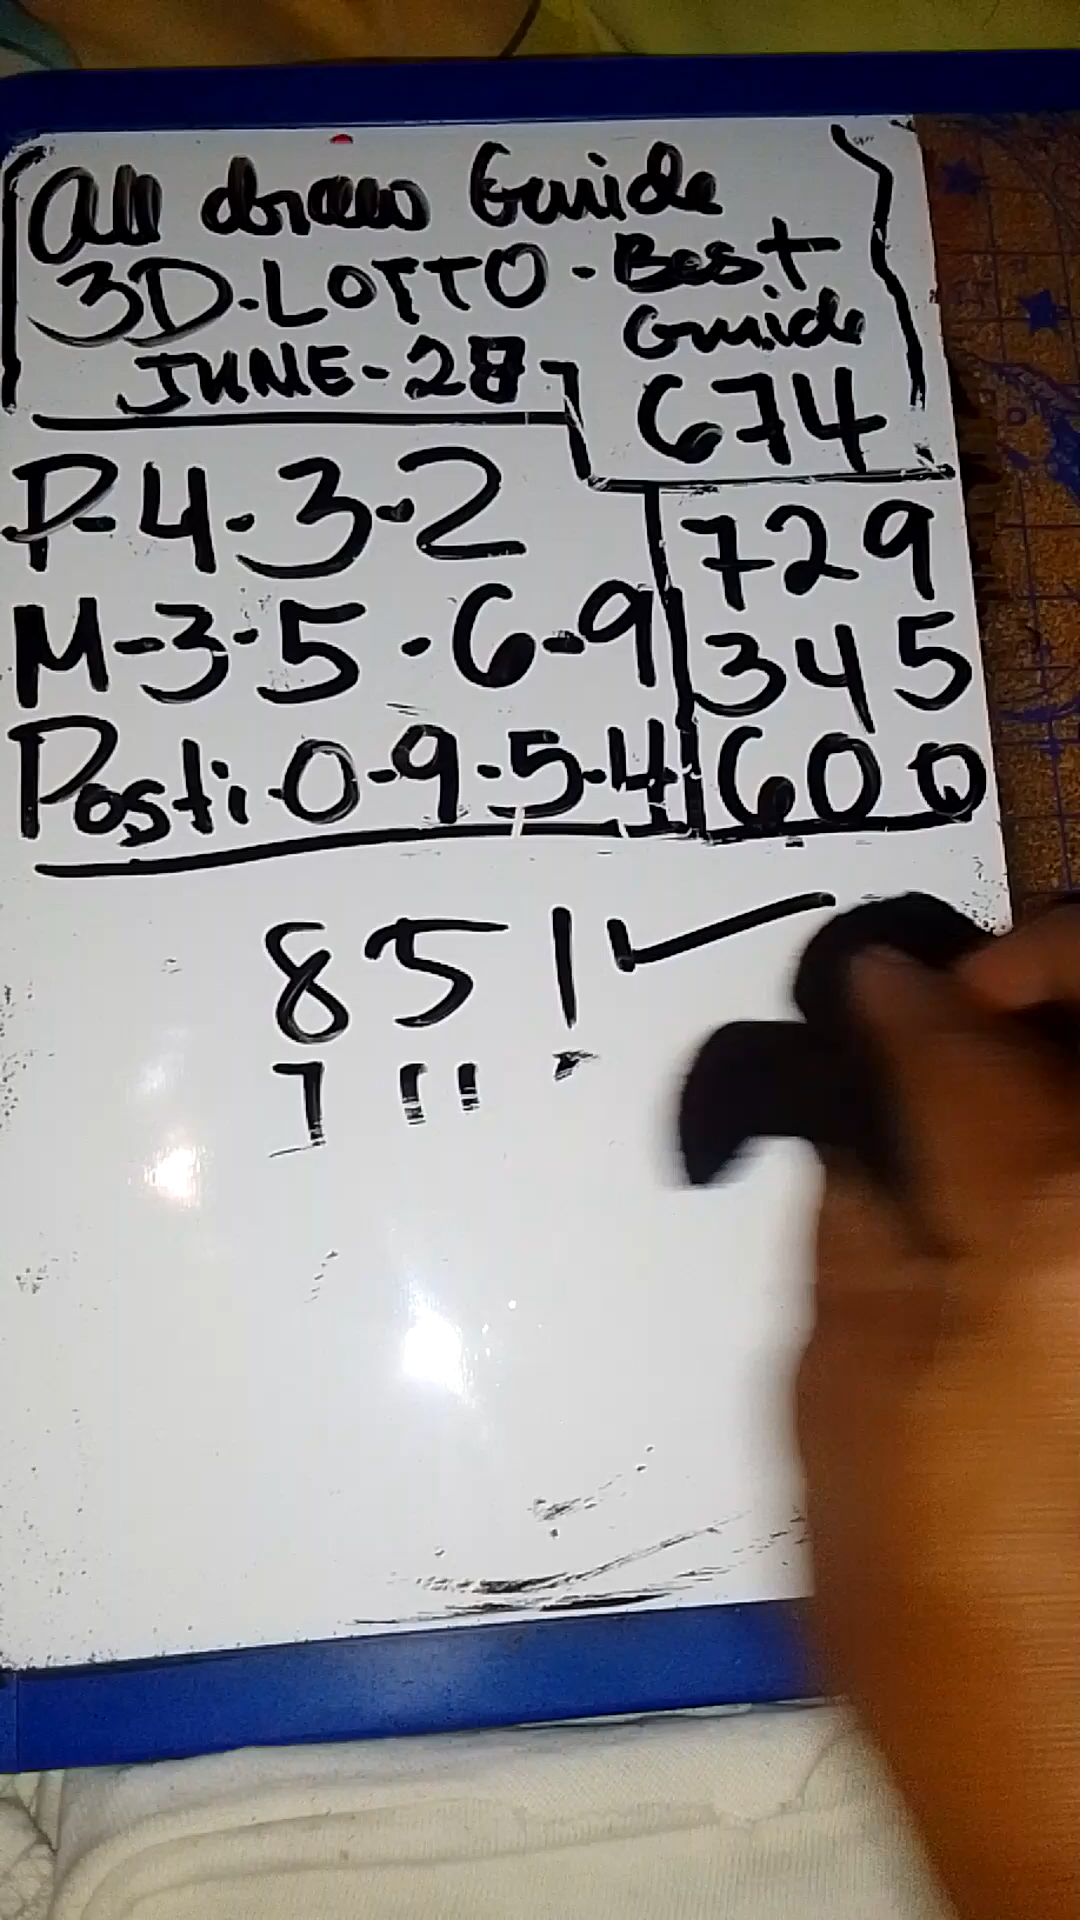 All draw Guide
3D-LOTTO-Best
Guide
JUNE-28
674
P-4-3-2
729
M-3-5-6-9
345
Posti-0-9-5-4
600
851